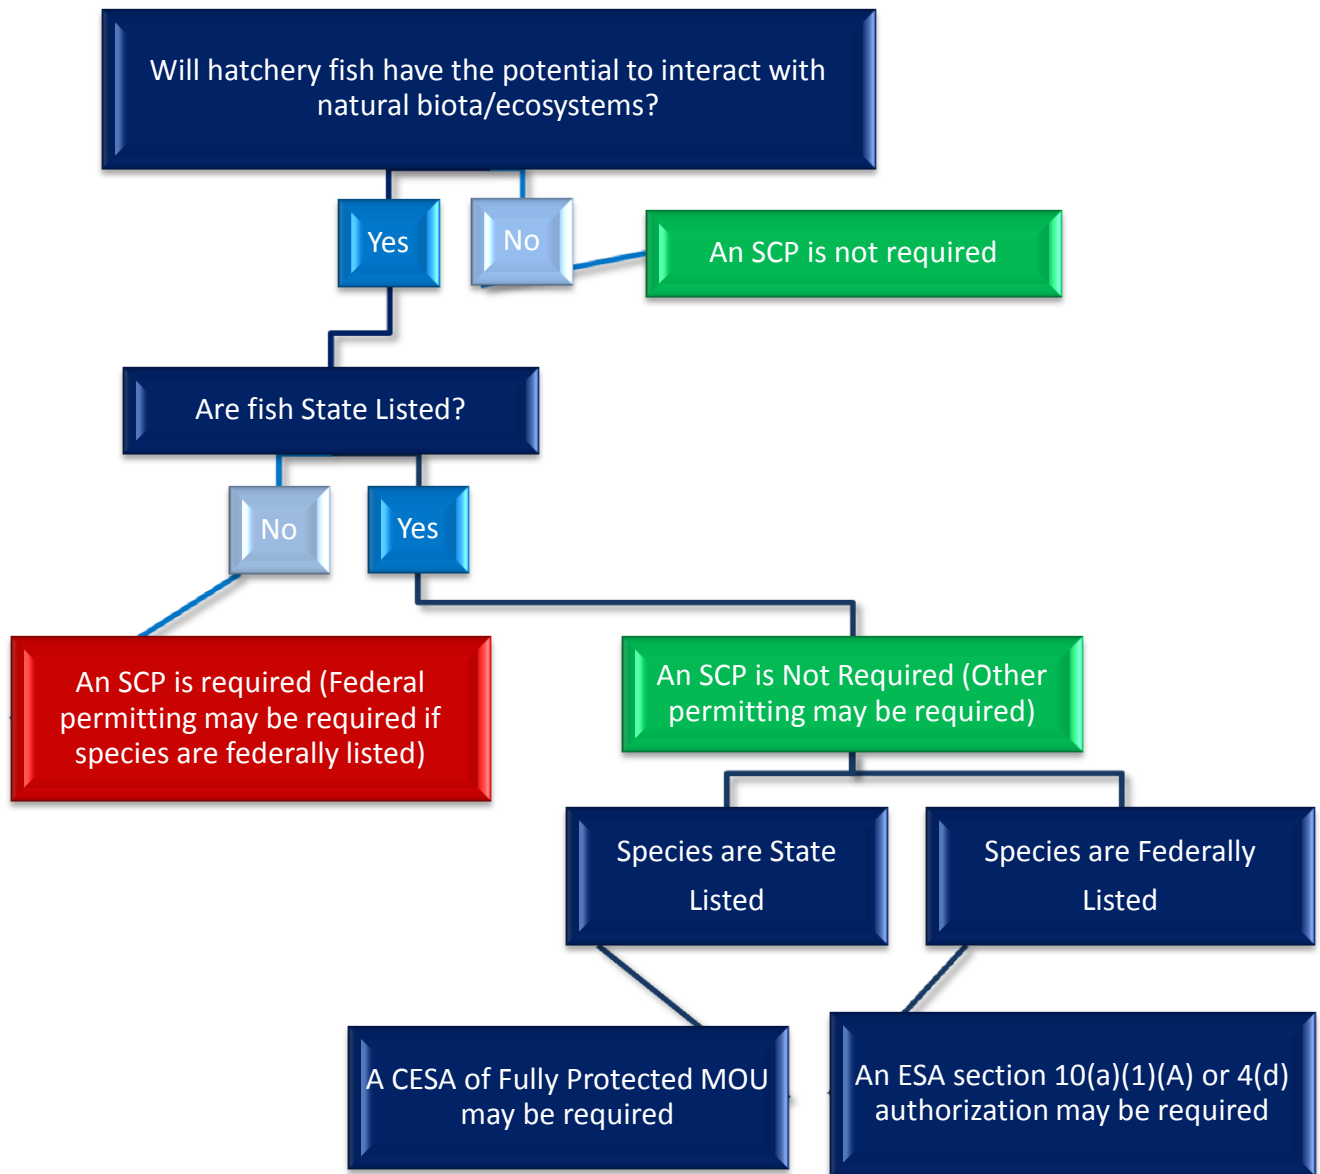 Will hatchery fish have the potential to interact with
natural biota/ecosystems?
Yes
No
An SCP is not required
Are fish State Listed?
No
Yes
An SCP is required (Federal
permitting may be required if
species are federally listed)
An SCP is Not Required (Other
permitting may be required)
Species are State
Listed
Species are Federally
Listed
A CESA of Fully Protected MOU
may be required
An ESA section 10(a)(1)(A) or 4(d)
authorization may be required